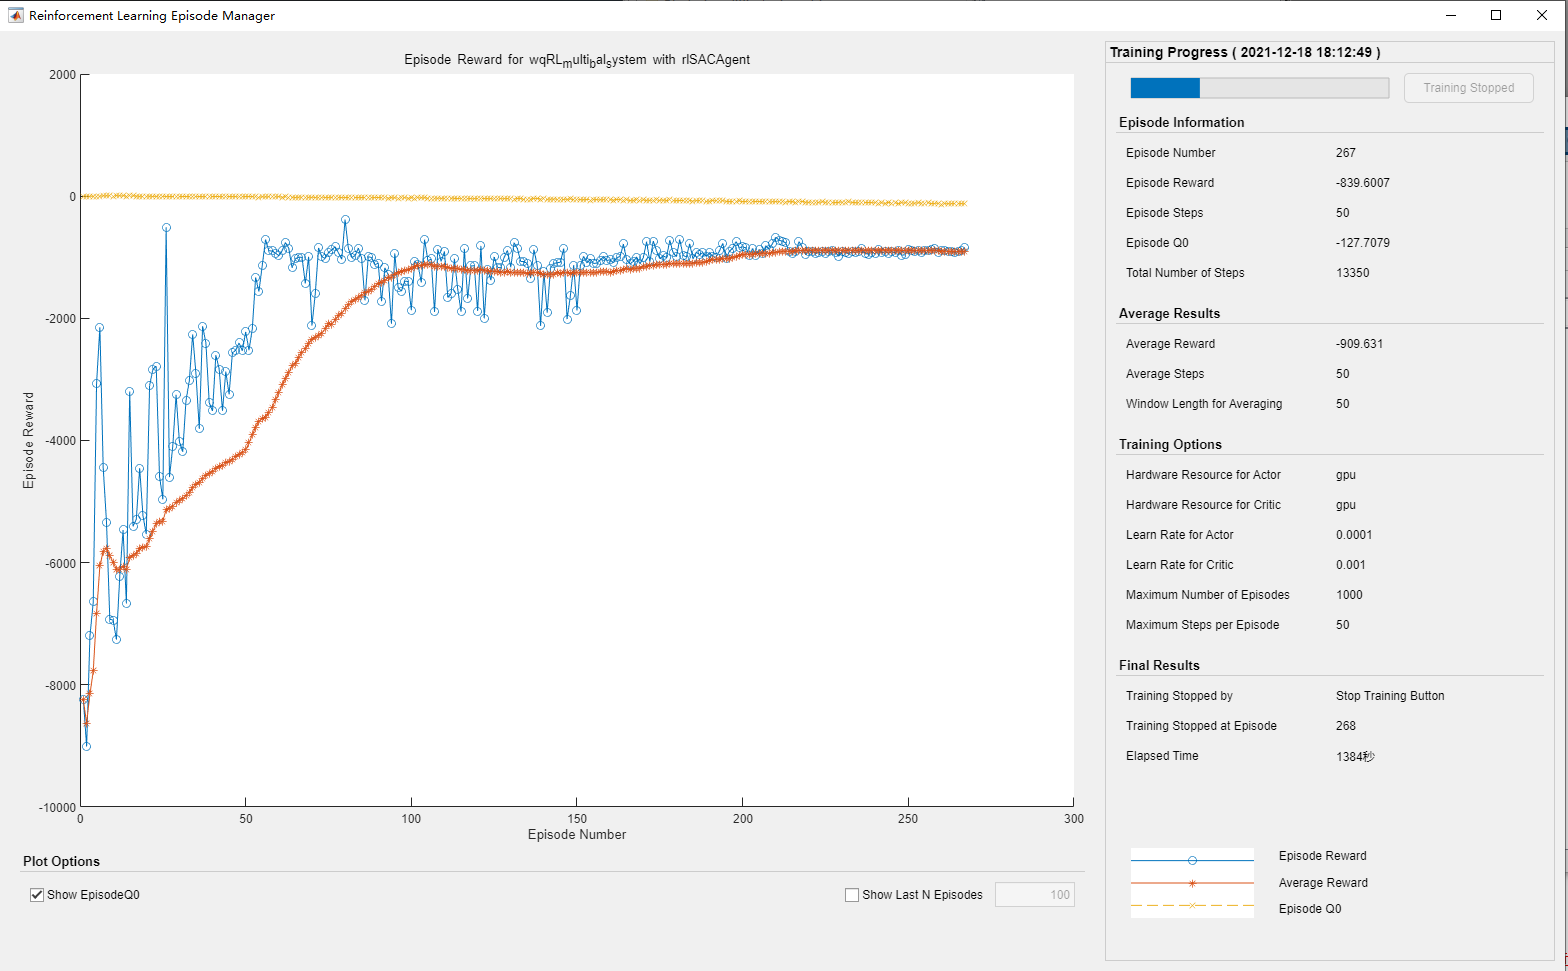 Reinforcement Learning Episode Manager
Episode Reward for wqRLmultibalsystem with rlSACAgent
2000
0
-2000
-4000
-6000
-8000
-10000
Episode Reward
0 50 100 150 200 250 300
Episode Number
Plot Options
Show EpisodeQ0
Show Last N Episodes 100
Training Progress ( 2021-12-18 18:12:49 )
Training Stopped
Episode Information
Episode Number 267
Episode Reward -839.6007
Episode Steps 50
Episode Q0 -127.7079
Total Number of Steps 13350
Average Results
Average Reward -909.631
Average Steps 50
Window Length for Averaging 50
Training Options
Hardware Resource for Actor gpu
Hardware Resource for Critic gpu
Learn Rate for Actor 0.0001
Learn Rate for Critic 0.001
Maximum Number of Episodes 1000
Maximum Steps per Episode 50
Final Results
Training Stopped by Stop Training Button
Training Stopped at Episode 268
Elapsed Time 1384秒
Episode Reward
Average Reward
Episode Q0